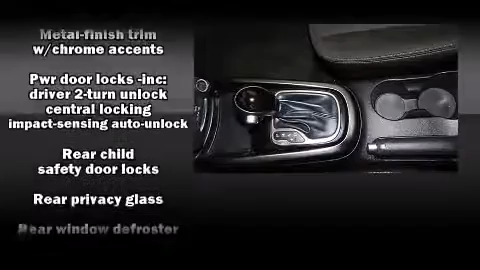 Metal-finish trim
w/chrome accents
Pwr door locks -inc:
driver 2-turn unlock
central locking
impact-sensing auto-unlock
Rear child
safety door locks
Rear privacy glass
Rear window defroster